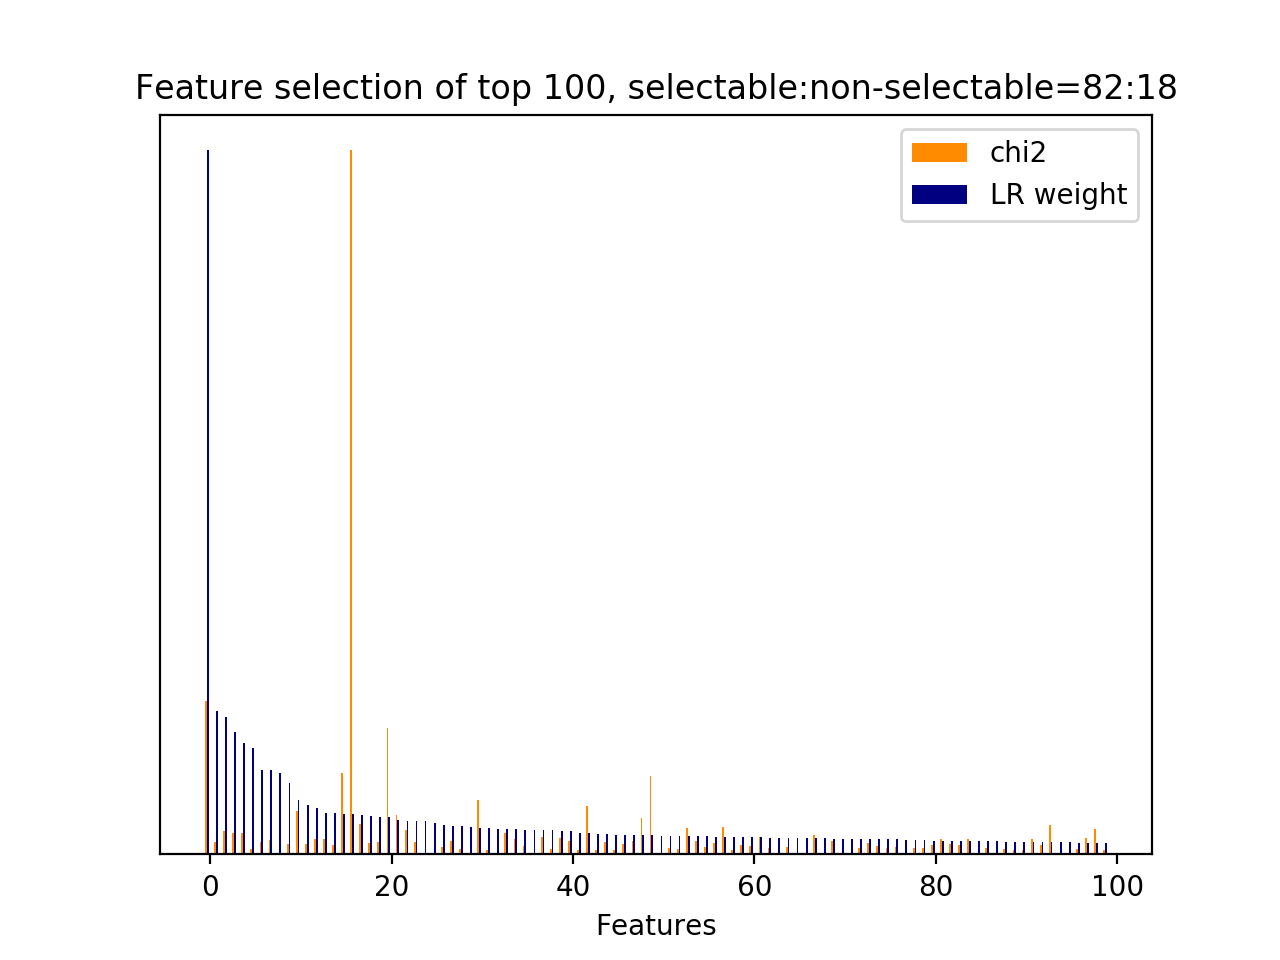 Feature selection of top 100, selectable:non-selectable=82:18
chi2
LR weight
0 20 40 60 80 100
Features